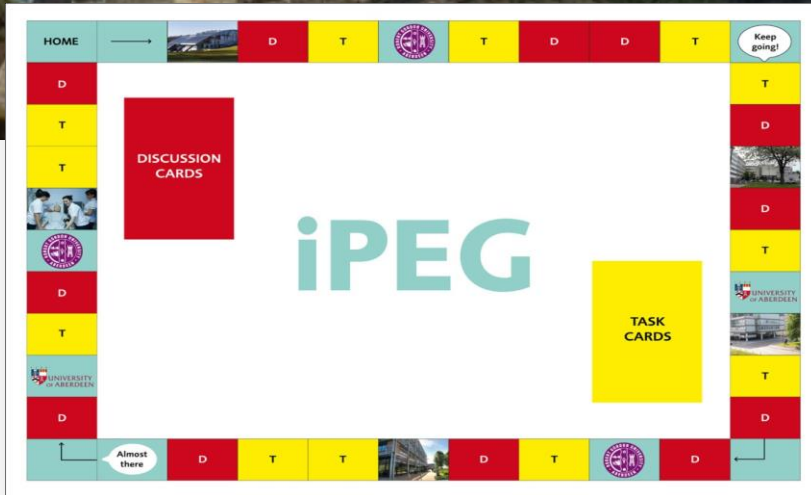 HOME
D
T
T
D
D
T
Keep
going!
T
D
D
T
UNIVERSITY
OF ABERDEEN
T
D
D
T
D
T
T
D
Almost
there
D
UNIVERSITY
OF ABERDEEN
T
D
T
T
D
DISCUSSION
CARDS
iPEG
TASK
CARDS